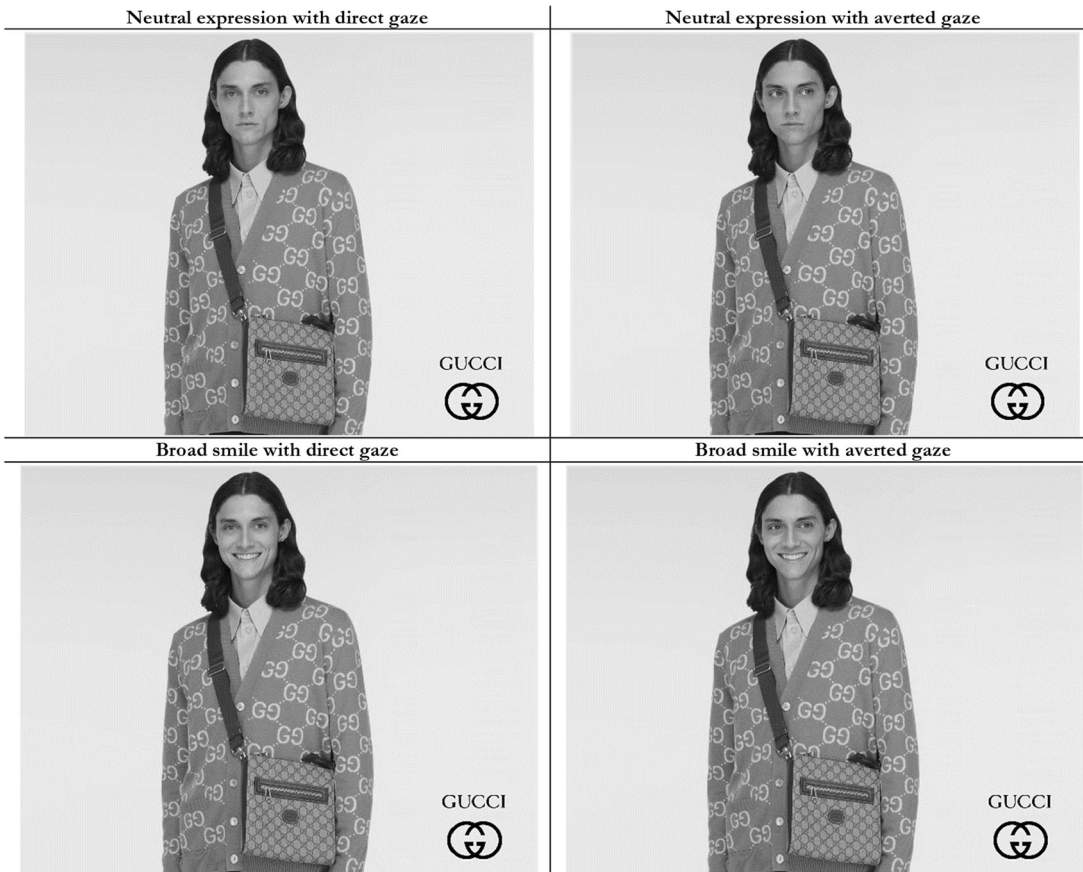 Neutral expression with direct gaze
Neutral expression with averted gaze
GUCCI
GUCCI
Broad smile with direct gaze
Broad smile with averted gaze
GUCCI
GUCCI